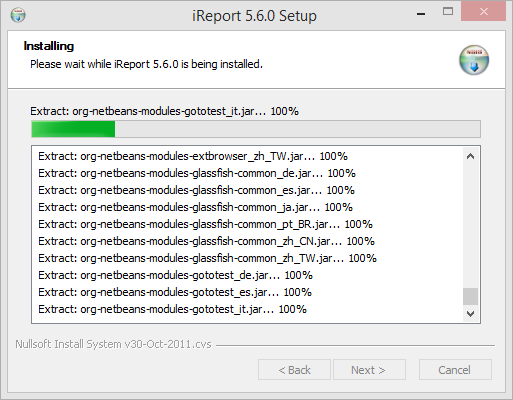 iReport 5.6.0 Setup
Installing
Please wait while iReport 5.6.0 is being installed.
Extract: org-netbeans-modules-gototest_it.jar... 100%
Extract: org-netbeans-modules-extbrowser_zh_TW.jar... 100%
Extract: org-netbeans-modules-glassfish-common_de.jar... 100%
Extract: org-netbeans-modules-glassfish-common_es.jar... 100%
Extract: org-netbeans-modules-glassfish-common_ja.jar... 100%
Extract: org-netbeans-modules-glassfish-common_pt_BR.jar... 100%
Extract: org-netbeans-modules-glassfish-common_zh_CN.jar... 100%
Extract: org-netbeans-modules-glassfish-common_zh_TW.jar... 100%
Extract: org-netbeans-modules-gototest_de.jar... 100%
Extract: org-netbeans-modules-gototest_es.jar... 100%
Extract: org-netbeans-modules-gototest_it.jar... 100%
Nullsoft Install System v30-Oct-2011.cvs
< Back Next > Cancel